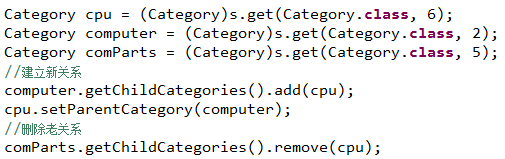 Category cpu = (Category)s.get(Category.class, 6);
Category computer = (Category)s.get(Category.class, 2);
Category comParts = (Category)s.get(Category.class, 5);
//建立新关系
computer.getChildCategories().add(cpu);
cpu.setParentCategory(computer);
//删除老关系
comParts.getChildCategories().remove(cpu);